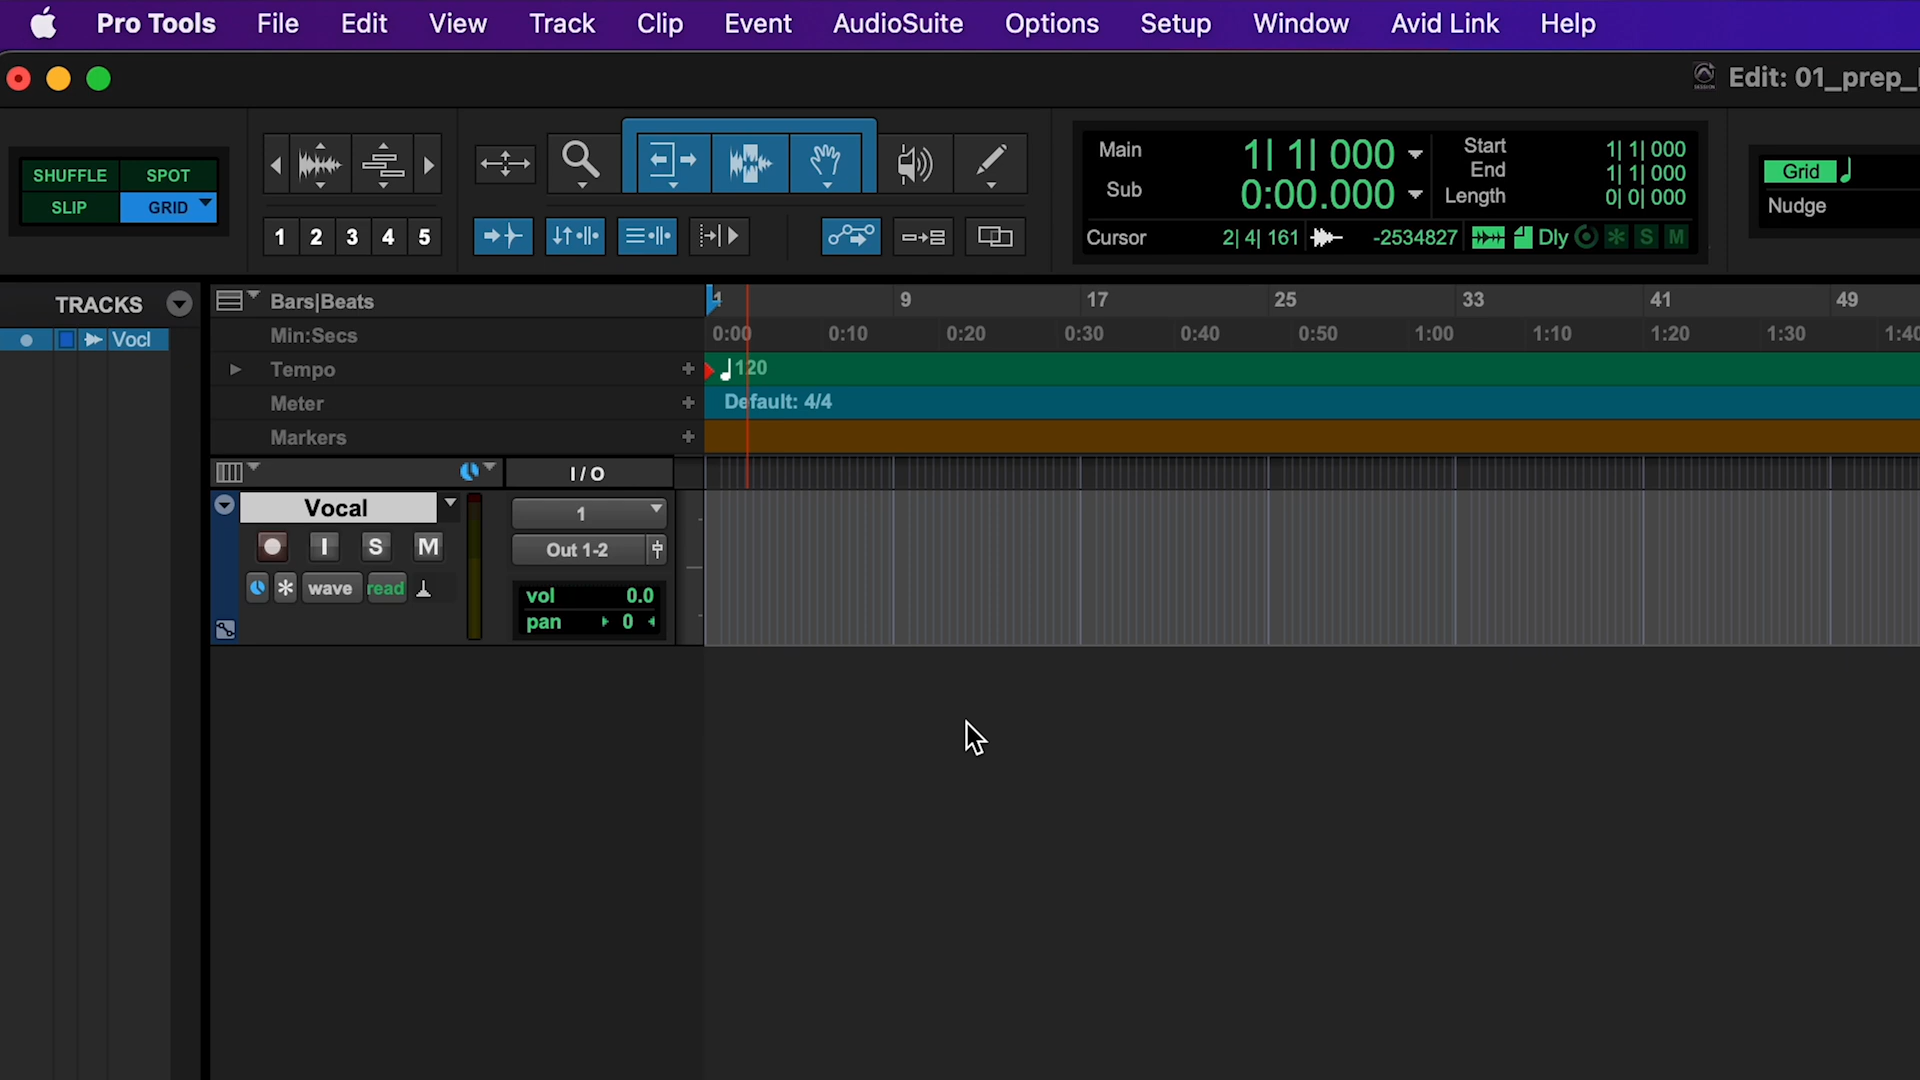 Pro Tools File Edit View Track Clip Event AudioSuite Options Setup Window Avid Link Help
Edit: 01_prep_
SHUFFLE SPOT
SLIP GRID
1 2 3 4 5
Main 1| 1| 000
Sub 0:00.000
Start 1| 1| 000
End 1| 1| 000
Length 0| 0| 000
Cursor 2| 4| 161 -2534827 Dly S M
Grid
Nudge
TRACKS
Vocl
Bars|Beats 1 9 17 25 33 41 49
Min:Secs 0:00 0:10 0:20 0:30 0:40 0:50 1:00 1:10 1:20 1:30 1:40
Tempo + 120
Meter + Default: 4/4
Markers +
I / O
Vocal 1
I S M Out 1-2
wave read
vol 0.0
pan 0